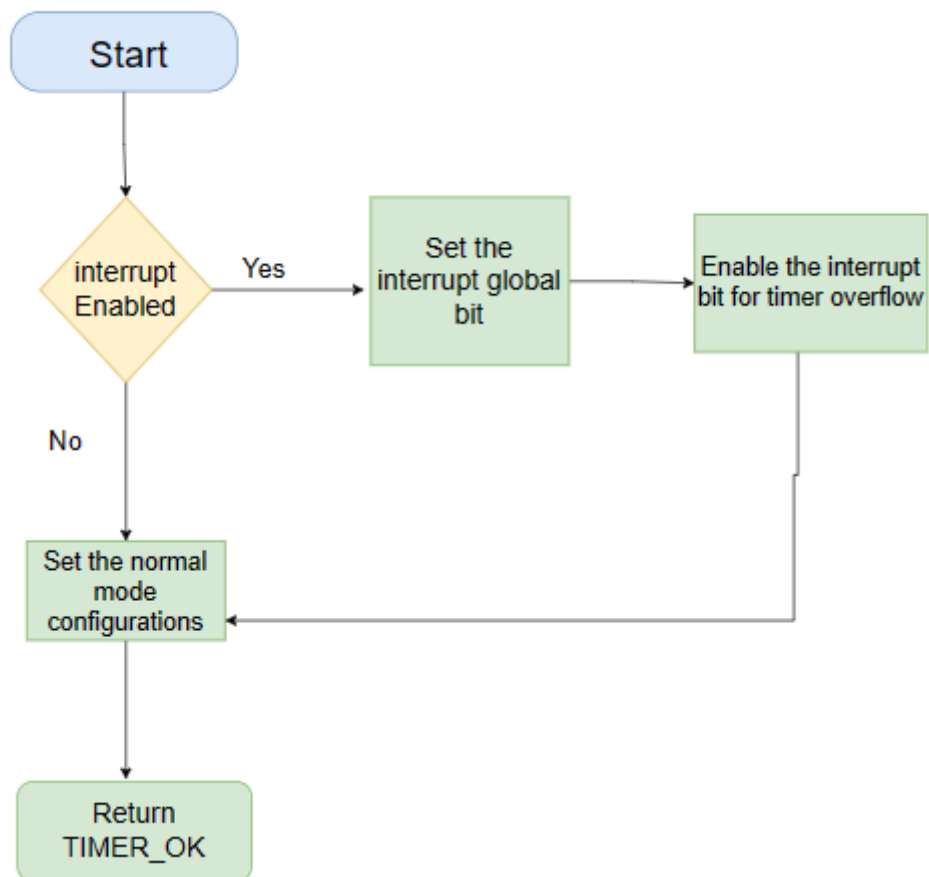 Start
interrupt
Enabled
Yes
Set the
interrupt global
bit
Enable the interrupt
bit for timer overflow
No
Set the normal
mode
configurations
Return
TIMER_OK